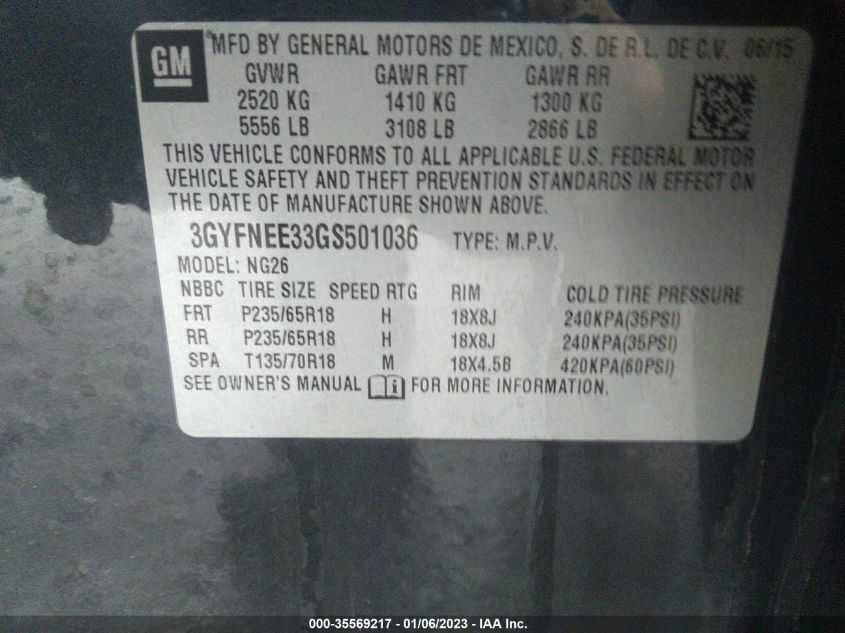 GM
®MFD BY GENERAL MOTORS DE MEXICO, S. DE R.L. DE C.V. 06/15
GVWR GAWR FRT GAWR RR
2520 KG 1410 KG 1300 KG
5556 LB 3108 LB 2866 LB
THIS VEHICLE CONFORMS TO ALL APPLICABLE U.S. FEDERAL MOTOR
VEHICLE SAFETY AND THEFT PREVENTION STANDARDS IN EFFECT ON
THE DATE OF MANUFACTURE SHOWN ABOVE.
3GYFNEE33GS501036 TYPE: M.P.V.
MODEL: NG26
NBBC TIRE SIZE SPEED RTG RIM COLD TIRE PRESSURE
FRT P235/65R18 H 18X8J 240KPA(35PSI)
RR P235/65R18 H 18X8J 240KPA(35PSI)
SPA T135/70R18 M 18X4.5B 420KPA(60PSI)
SEE OWNER'S MANUAL FOR MORE INFORMATION.
000-35569217 - 01/06/2023 - IAA Inc.